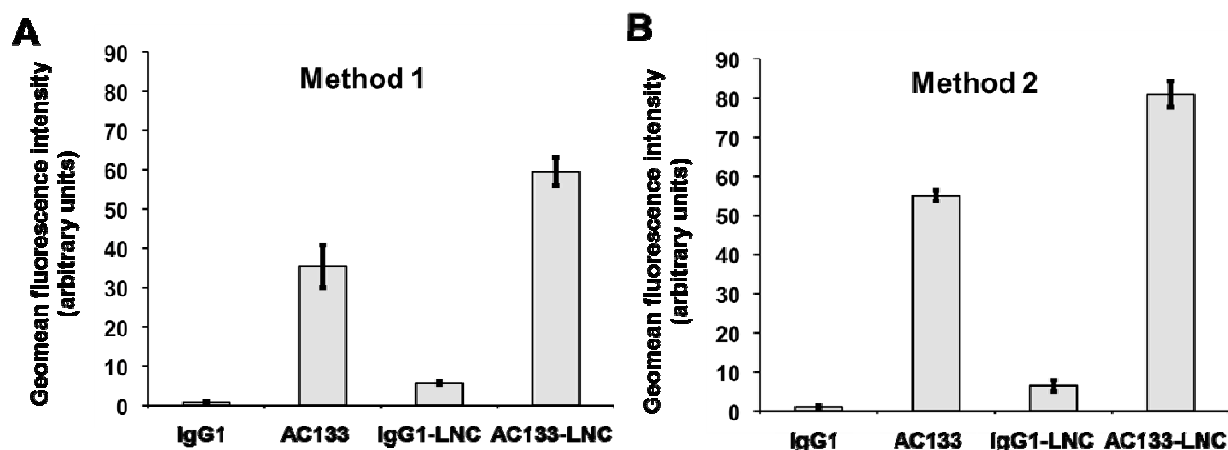 A
Geomean fluorescence intensity
(arbitrary units)
90
80
70
60
50
40
30
20
10
0
Method 1
IgG1
AC133
IgG1-LNC
AC133-LNC
B
Geomean fluorescence intensity
(arbitrary units)
90
80
70
60
50
40
30
20
10
0
Method 2
IgG1
AC133
IgG1-LNC
AC133-LNC